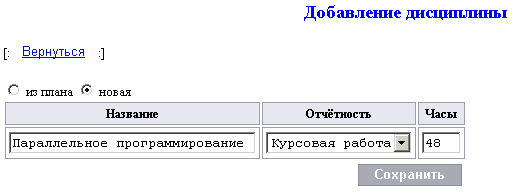 Добавление дисциплины
[: Вернуться :]
из плана новая
Название Отчётность Часы
Параллельное программирование Курсовая работа 48
Сохранить